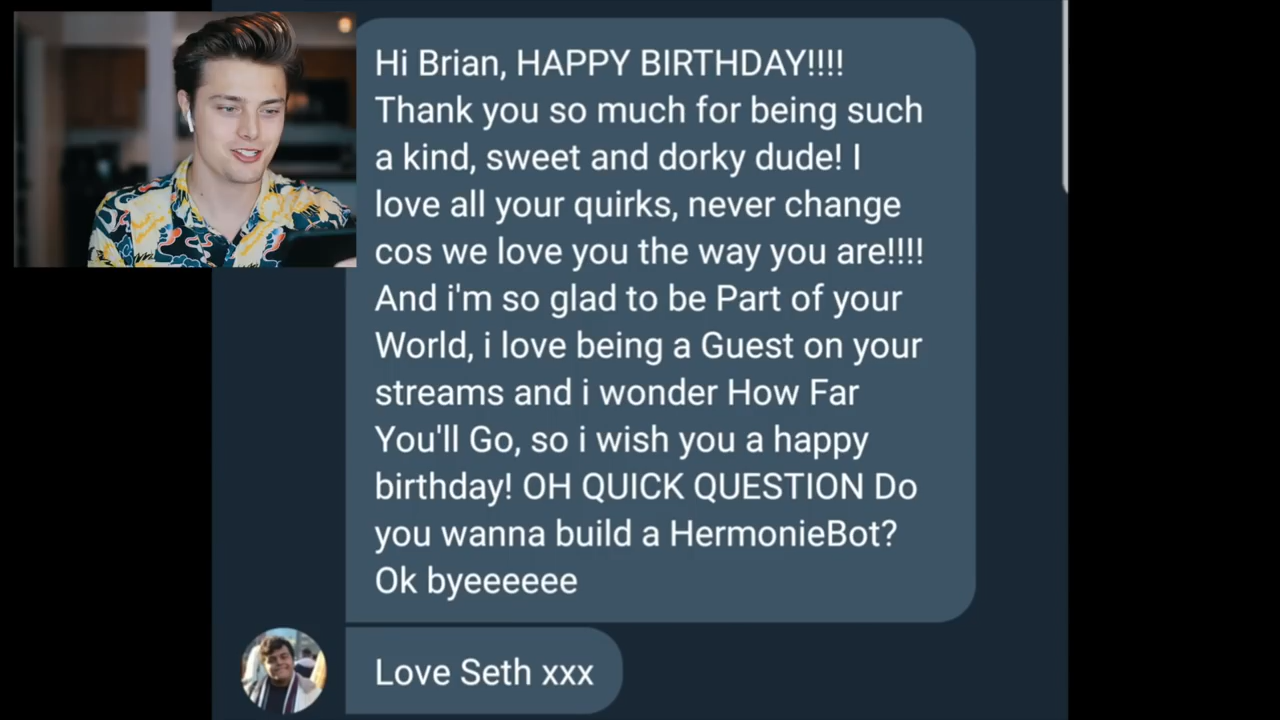 Hi Brian, HAPPY BIRTHDAY!!!!
Thank you so much for being such
a kind, sweet and dorky dude! I
love all your quirks, never change
cos we love you the way you are!!!!
And i'm so glad to be Part of your
World, i love being a Guest on your
streams and i wonder How Far
You'll Go, so i wish you a happy
birthday! OH QUICK QUESTION Do
you wanna build a HermonieBot?
Ok byeeeeee
Love Seth xxx